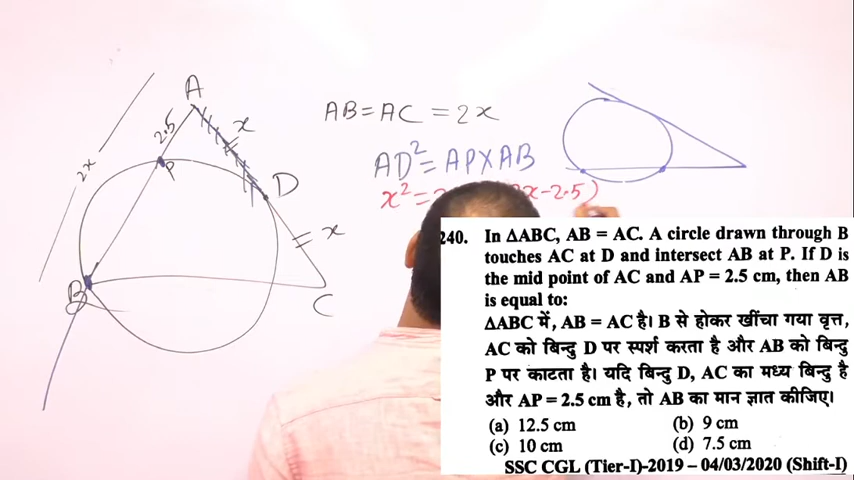 A
2.5
x
2x
P
D
x
B
C
AB = AC = 2x
AD² = AP × AB
x² = 2x - 2.5)
240. In ΔABC, AB = AC. A circle drawn through B
touches AC at D and intersect AB at P. If D is
the mid point of AC and AP = 2.5 cm, then AB
is equal to:
ΔABC में, AB = AC है। B से होकर खींचा गया वृत्त,
AC को बिन्दु D पर स्पर्श करता है और AB को बिन्दु
P पर काटता है। यदि बिन्दु D, AC का मध्य बिन्दु है
और AP = 2.5 cm है, तो AB का मान ज्ञात कीजिए।
(a) 12.5 cm (b) 9 cm
(c) 10 cm (d) 7.5 cm
SSC CGL (Tier-I)-2019 – 04/03/2020 (Shift-I)